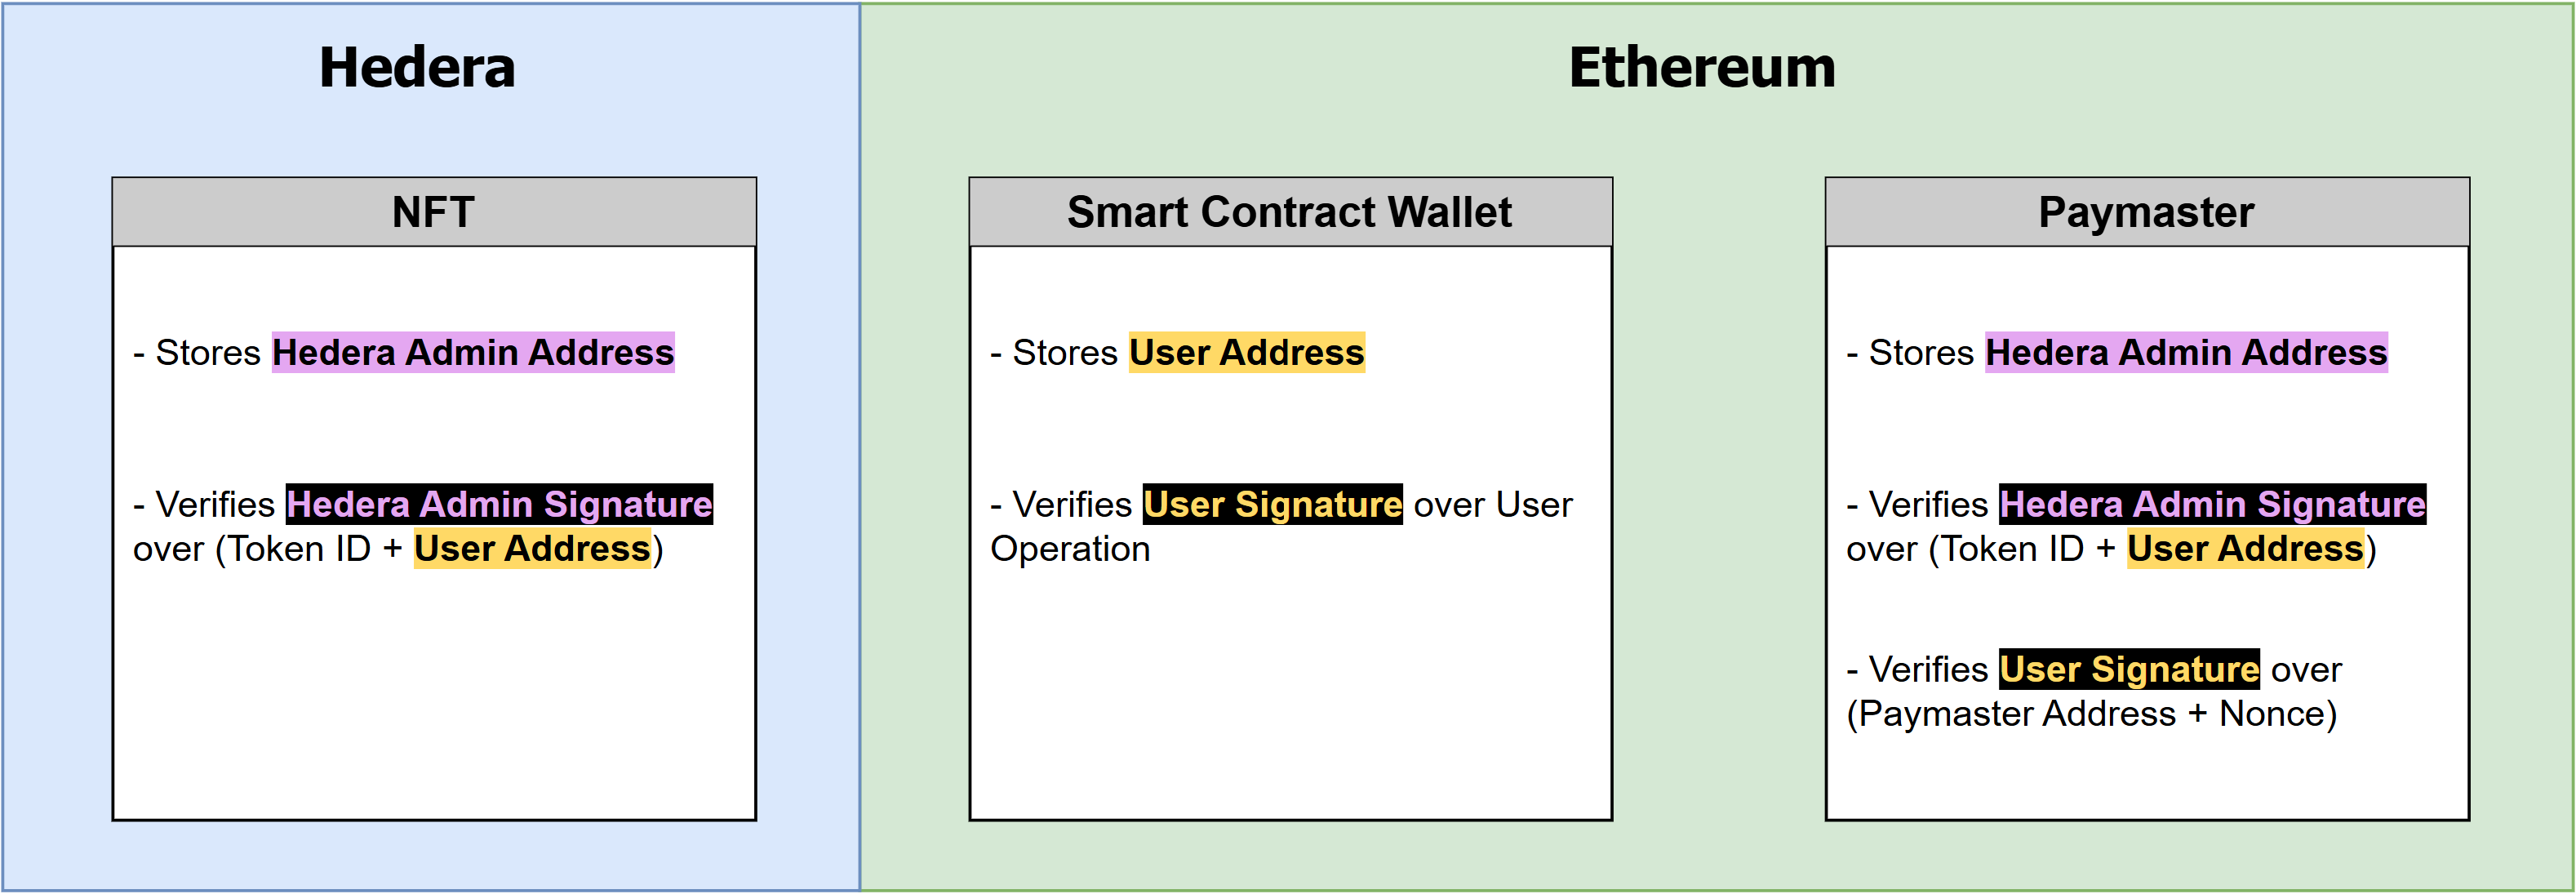 Hedera
Ethereum
NFT
- Stores Hedera Admin Address
- Verifies Hedera Admin Signature
over (Token ID + User Address)
Smart Contract Wallet
- Stores User Address
- Verifies User Signature over User
Operation
Paymaster
- Stores Hedera Admin Address
- Verifies Hedera Admin Signature
over (Token ID + User Address)
- Verifies User Signature over
(Paymaster Address + Nonce)